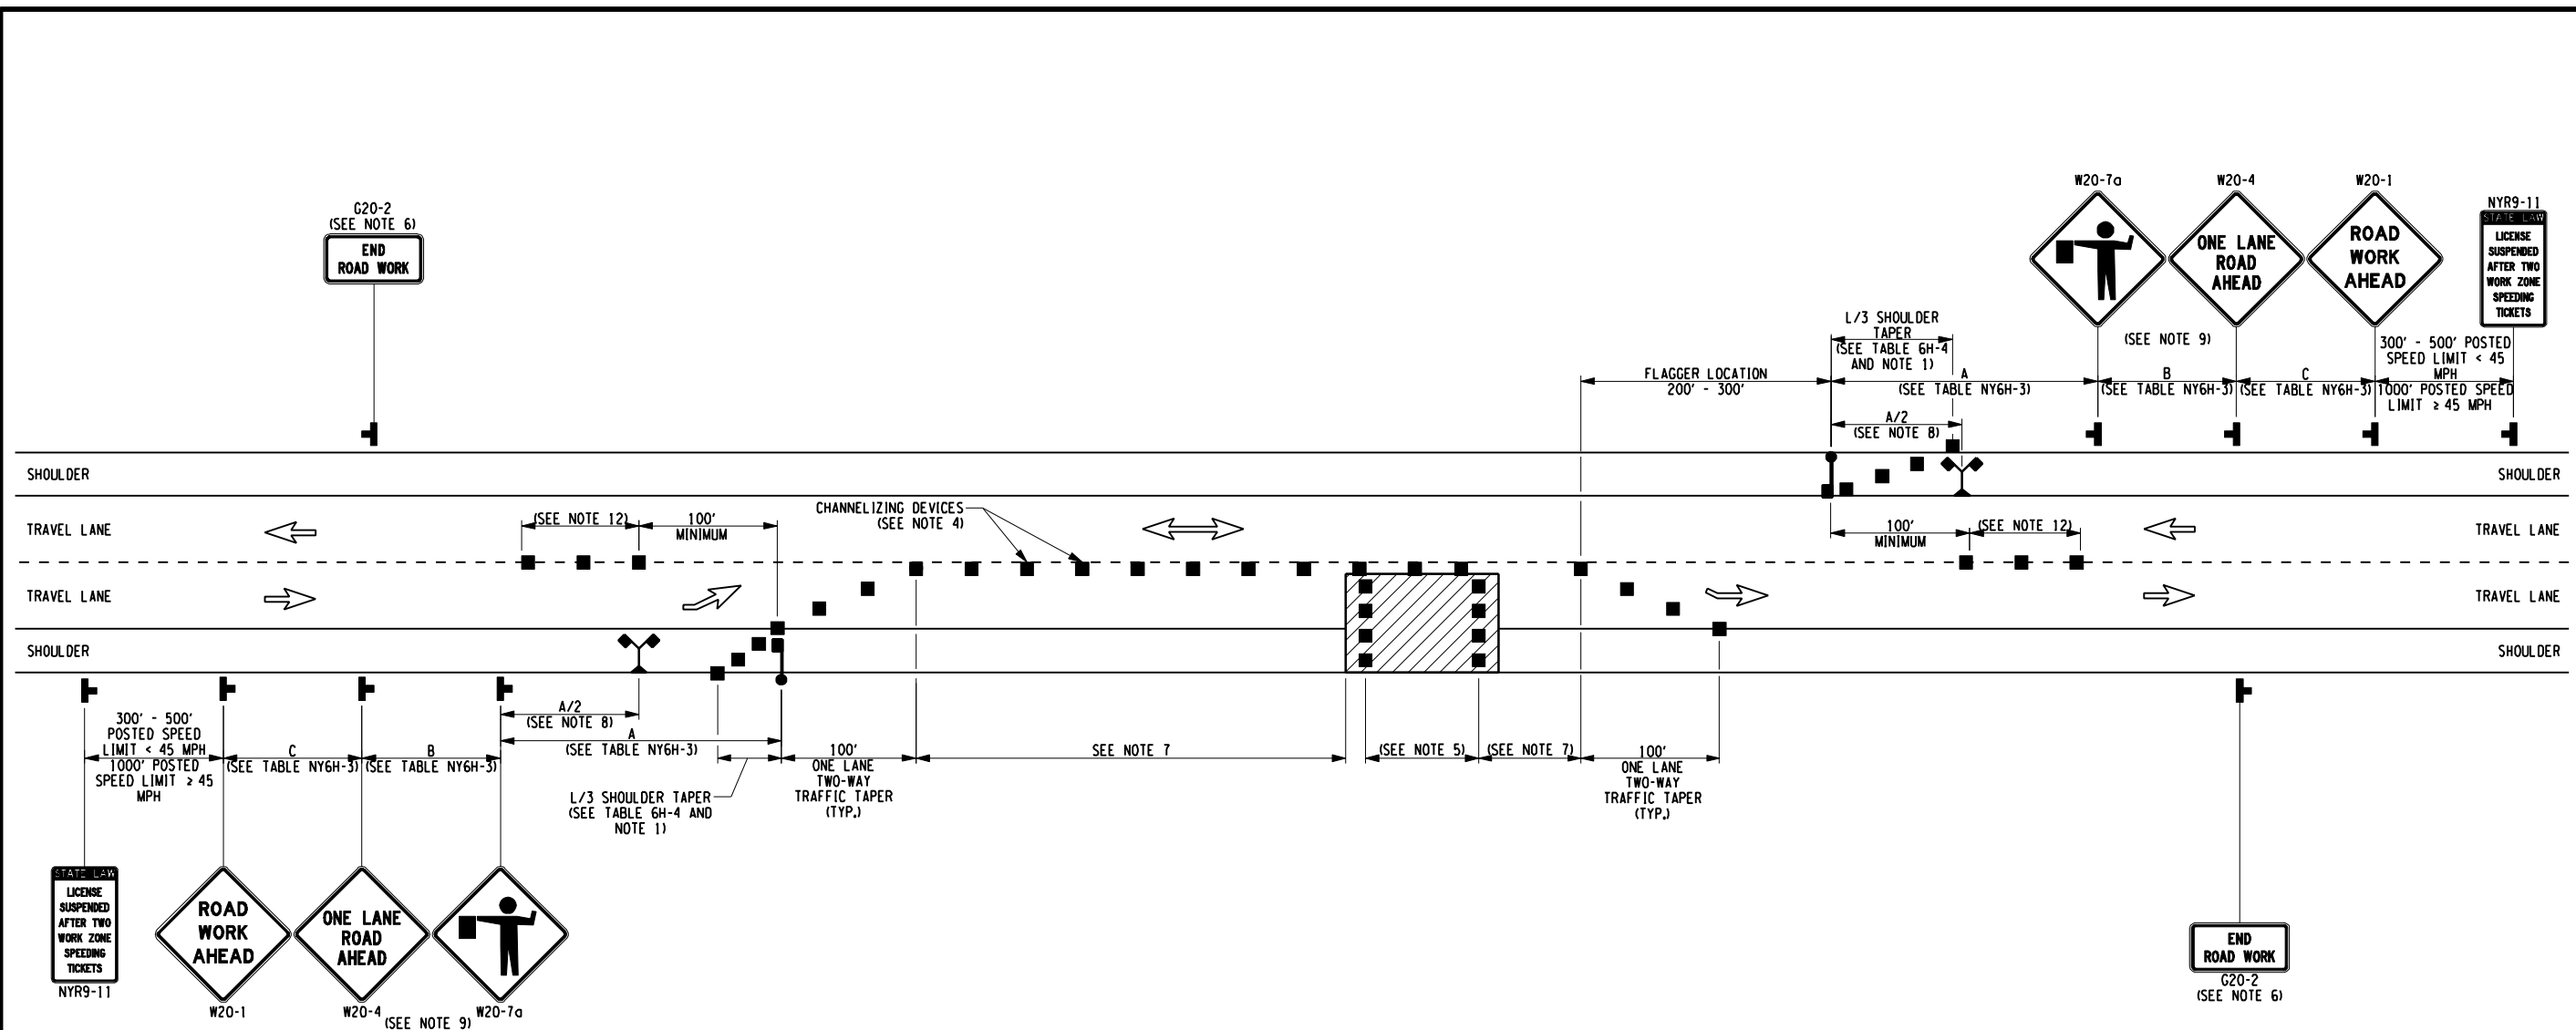 G20-2
(SEE NOTE 6)
END
ROAD WORK
W20-7a
W20-4
W20-1
NYR9-11
ONE LANE
ROAD
AHEAD
ROAD
WORK
AHEAD
STATE LAW
LICENSE
SUSPENDED
AFTER TWO
WORK ZONE
SPEEDING
TICKETS
(SEE NOTE 9)
L/3 SHOULDER
TAPER
(SEE TABLE 6H-4
AND NOTE 1)
FLAGGER LOCATION
200' - 300'
A
(SEE TABLE NY6H-3)
B
(SEE TABLE NY6H-3)
C
(SEE TABLE NY6H-3)
300' - 500' POSTED
SPEED LIMIT < 45
MPH
1000' POSTED SPEED
LIMIT ≥ 45 MPH
A/2
(SEE NOTE 8)
SHOULDER
SHOULDER
TRAVEL LANE
(SEE NOTE 12)
100'
MINIMUM
CHANNELIZING DEVICES
(SEE NOTE 4)
100'
MINIMUM
(SEE NOTE 12)
TRAVEL LANE
TRAVEL LANE
TRAVEL LANE
SHOULDER
SHOULDER
300' - 500'
POSTED SPEED
LIMIT < 45 MPH
1000' POSTED
SPEED LIMIT ≥ 45
MPH
C
(SEE TABLE NY6H-3)
B
(SEE TABLE NY6H-3)
A/2
(SEE NOTE 8)
A
(SEE TABLE NY6H-3)
L/3 SHOULDER TAPER
(SEE TABLE 6H-4 AND
NOTE 1)
100'
ONE LANE
TWO-WAY
TRAFFIC TAPER
(TYP.)
SEE NOTE 7
(SEE NOTE 5)
(SEE NOTE 7)
100'
ONE LANE
TWO-WAY
TRAFFIC TAPER
(TYP.)
STATE LAW
LICENSE
SUSPENDED
AFTER TWO
WORK ZONE
SPEEDING
TICKETS
NYR9-11
ROAD
WORK
AHEAD
W20-1
ONE LANE
ROAD
AHEAD
W20-4
W20-7a
(SEE NOTE 9)
END
ROAD WORK
G20-2
(SEE NOTE 6)